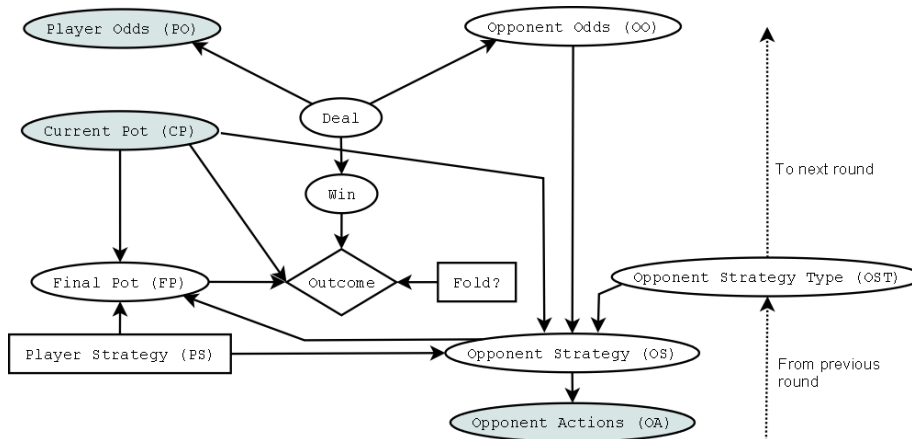 Player Odds (PO)
Opponent Odds (OO)
Deal
Current Pot (CP)
To next round
Win
Final Pot (FP)
Outcome
Fold?
Opponent Strategy Type (OST)
Player Strategy (PS)
Opponent Strategy (OS)
From previous
round
Opponent Actions (OA)